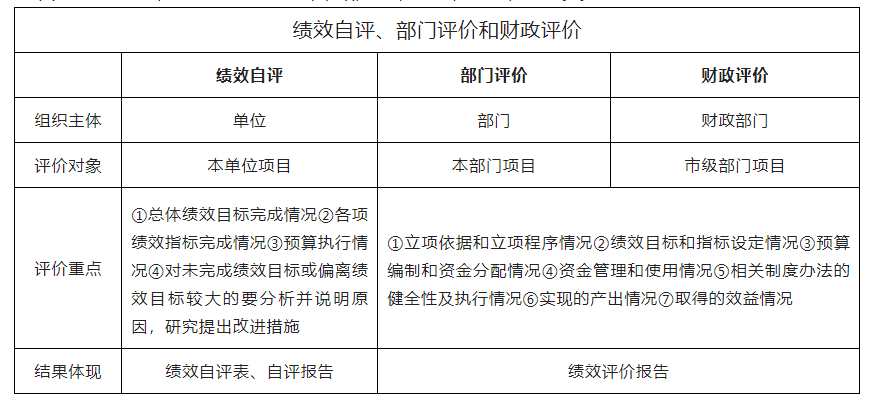 绩效自评、部门评价和财政评价
绩效自评 部门评价 财政评价
组织主体 单位 部门 财政部门
评价对象 本单位项目 本部门项目 市级部门项目
评价重点
①总体绩效目标完成情况②各项
绩效指标完成情况③预算执行情
况④对未完成绩效目标或偏离绩
效目标较大的要分析并说明原
因，研究提出改进措施
①立项依据和立项程序情况②绩效目标和指标设定情况③预算
编制和资金分配情况④资金管理和使用情况⑤相关制度办法的
健全性及执行情况⑥实现的产出情况⑦取得的效益情况
结果体现 绩效自评表、自评报告 绩效评价报告